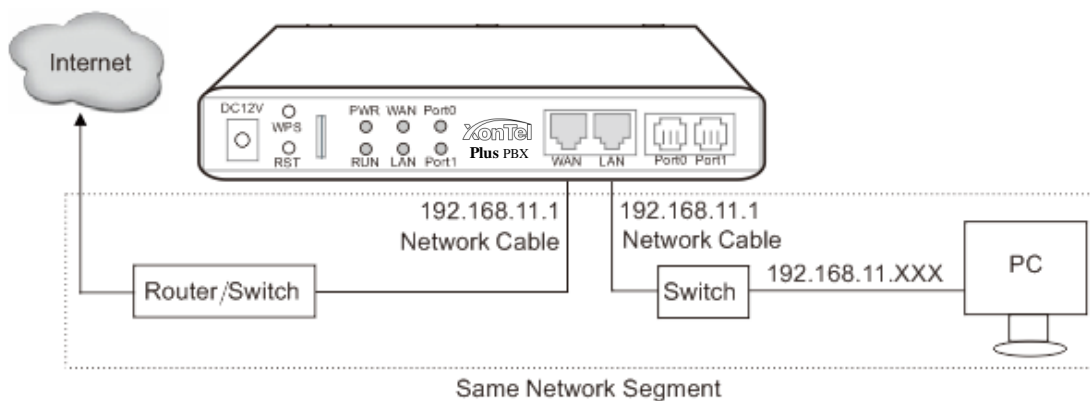 Internet
DC12V
WPS
RST
PWR WAN Port0
RUN LAN Port1
XonTel
Plus PBX
WAN LAN
Port0 Port1
192.168.11.1
Network Cable
192.168.11.1
Network Cable
Router/Switch
Switch
192.168.11.XXX
PC
Same Network Segment